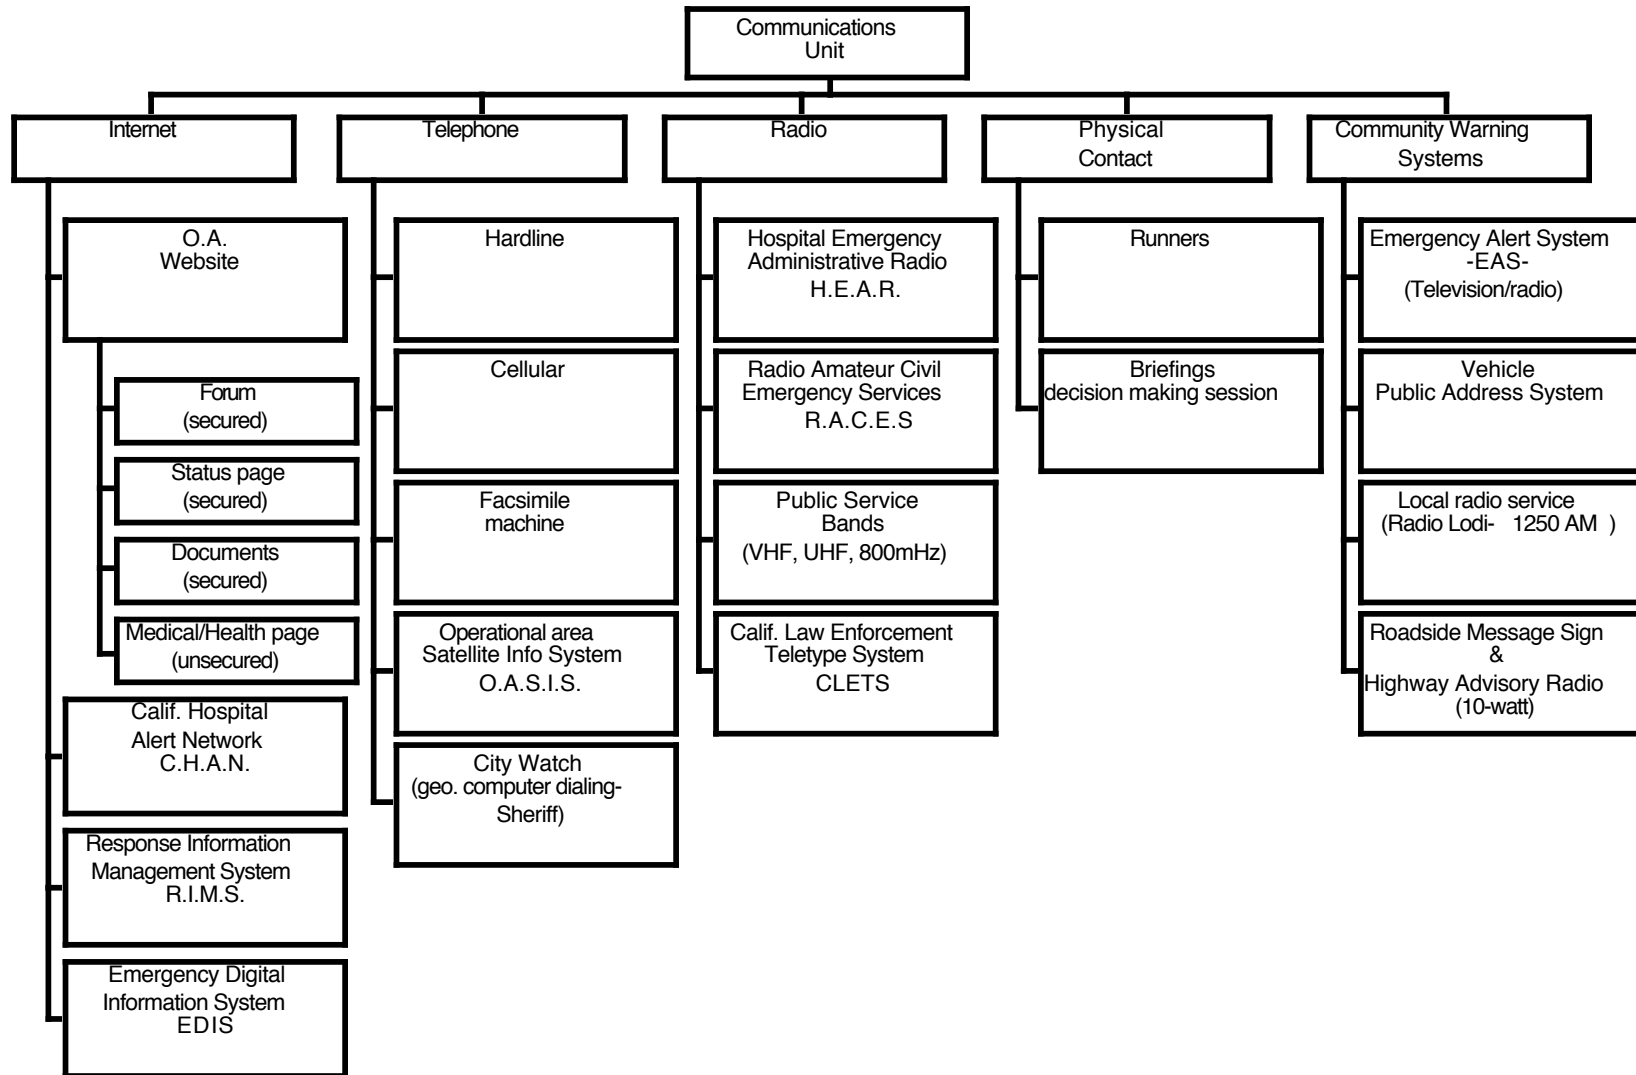 Communications
Unit
Internet
Telephone
Radio
Physical
Contact
Community Warning
Systems
O.A.
Website
Forum
(secured)
Status page
(secured)
Documents
(secured)
Medical/Health page
(unsecured)
Calif. Hospital
Alert Network
C.H.A.N.
Response Information
Management System
R.I.M.S.
Emergency Digital
Information System
EDIS
Hardline
Cellular
Facsimile
machine
Operational area
Satellite Info System
O.A.S.I.S.
City Watch
(geo. computer dialing-
Sheriff)
Hospital Emergency
Administrative Radio
H.E.A.R.
Radio Amateur Civil
Emergency Services
R.A.C.E.S
Public Service
Bands
(VHF, UHF, 800mHz)
Calif. Law Enforcement
Teletype System
CLETS
Runners
Briefings
decision making session
Emergency Alert System
-EAS-
(Television/radio)
Vehicle
Public Address System
Local radio service
(Radio Lodi- 1250 AM )
Roadside Message Sign
&
Highway Advisory Radio
(10-watt)